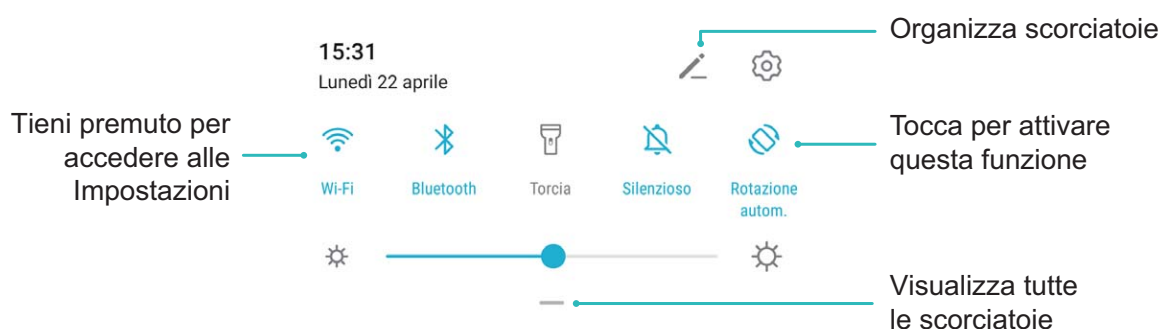 Organizza scorciatoie
15:31
Lunedì 22 aprile
Tieni premuto per
accedere alle
Impostazioni
Tocca per attivare
questa funzione
Wi-Fi
Bluetooth
Torcia
Silenzioso
Rotazione
autom.
Visualizza tutte
le scorciatoie